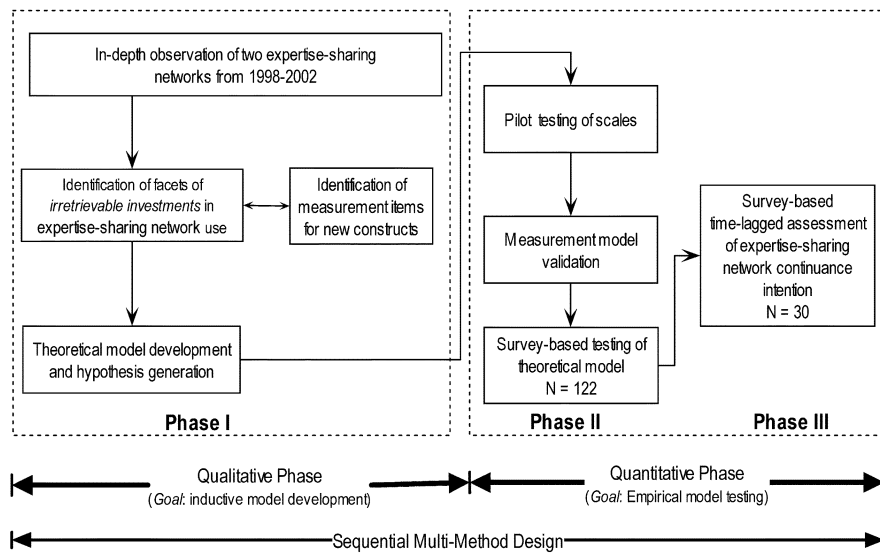 In-depth observation of two expertise-sharing
networks from 1998-2002
Identification of facets of
irretrievable investments in
expertise-sharing network use
Identification of
measurement items
for new constructs
Theoretical model development
and hypothesis generation
Phase I
Pilot testing of scales
Measurement model
validation
Survey-based testing of
theoretical model
N = 122
Phase II
Survey-based
time-lagged assessment
of expertise-sharing
network continuance
intention
N = 30
Phase III
Qualitative Phase
(Goal: inductive model development)
Quantitative Phase
(Goal: Empirical model testing)
Sequential Multi-Method Design